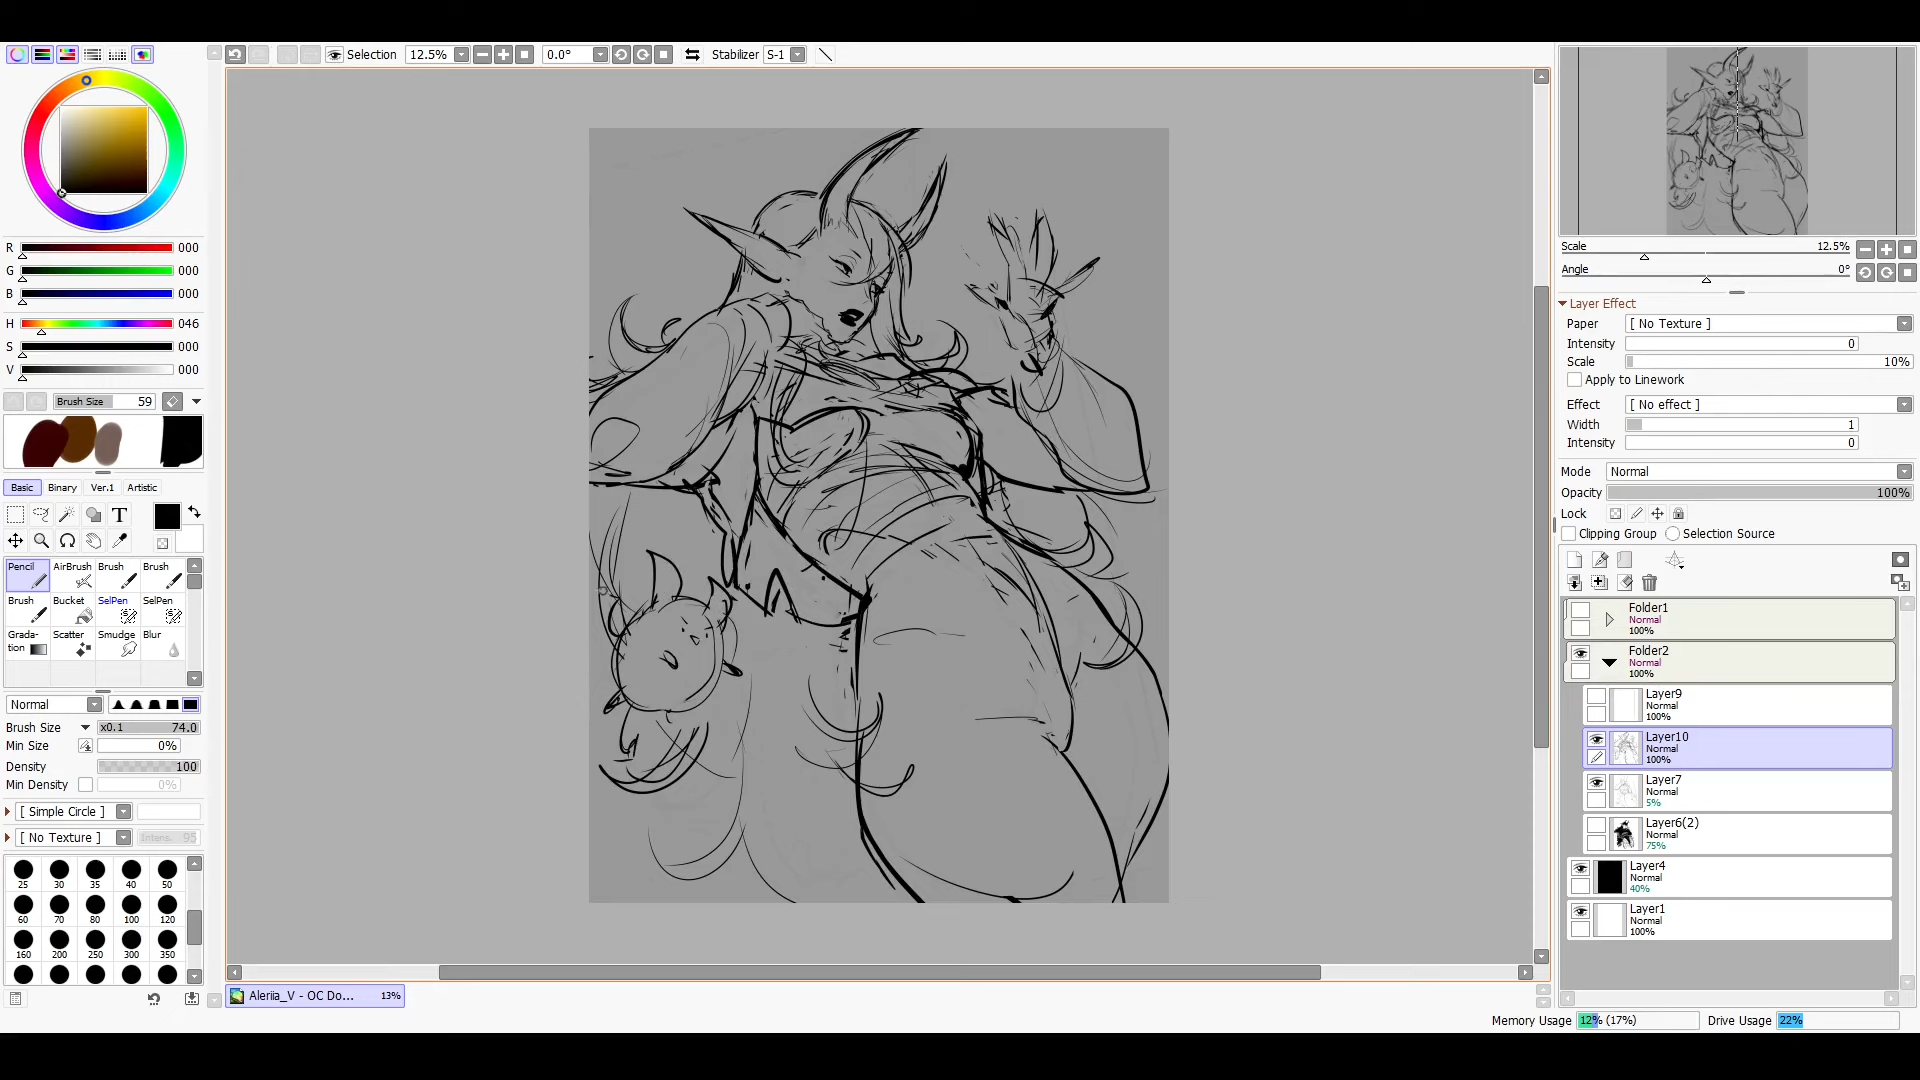 Selection 12.5% 0.0° Stabilizer S-1
R 000
G 000
B 000
H 046
S 000
V 000
Brush Size 59
Basic Binary Ver.1 Artistic
T
Pencil AirBrush Brush Brush
Brush Bucket SelPen SelPen
Grada-
tion Scatter Smudge Blur
Normal
Brush Size x0.1 74.0
Min Size 0%
Density 100
Min Density 0%
[ Simple Circle ]
[ No Texture ] Intens. 95
25 30 35 40 50
60 70 80 100 120
160 200 250 300 350
Aleriia_V - OC Do... 13%
Scale 12.5%
Angle 0°
Layer Effect
Paper [ No Texture ]
Intensity 0
Scale 10%
Apply to Linework
Effect [ No effect ]
Width 1
Intensity 0
Mode Normal
Opacity 100%
Lock
Clipping Group Selection Source
Folder1
Normal
100%
Folder2
Normal
100%
Layer9
Normal
100%
Layer10
Normal
100%
Layer7
Normal
5%
Layer6(2)
Normal
75%
Layer4
Normal
40%
Layer1
Normal
100%
Memory Usage 12% (17%) Drive Usage 22%